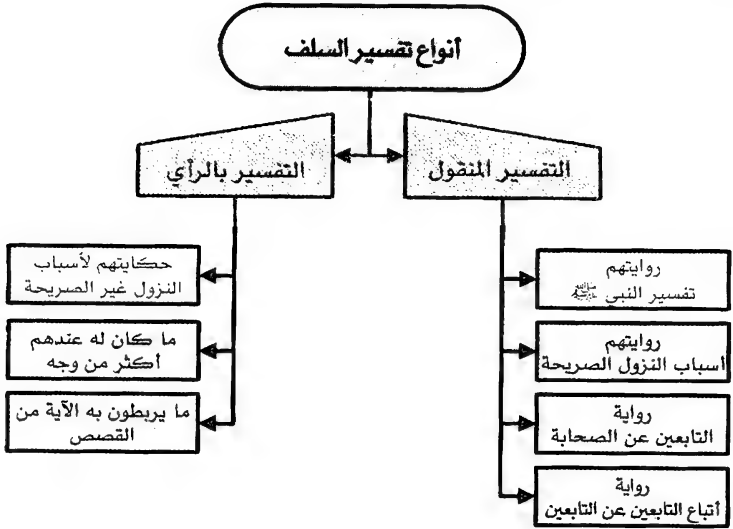 أنواع تفسير السلف
التفسير المنقول
روايتهم
تفسير النبي ﷺ
روايتهم
أسباب النزول الصريحة
رواية
التابعين عن الصحابة
رواية
أتباع التابعين عن التابعين
التفسير بالرأي
حكايتهم لأسباب
النزول غير الصريحة
ما كان له عندهم
أكثر من وجه
ما يربطون به الآية من
القصص